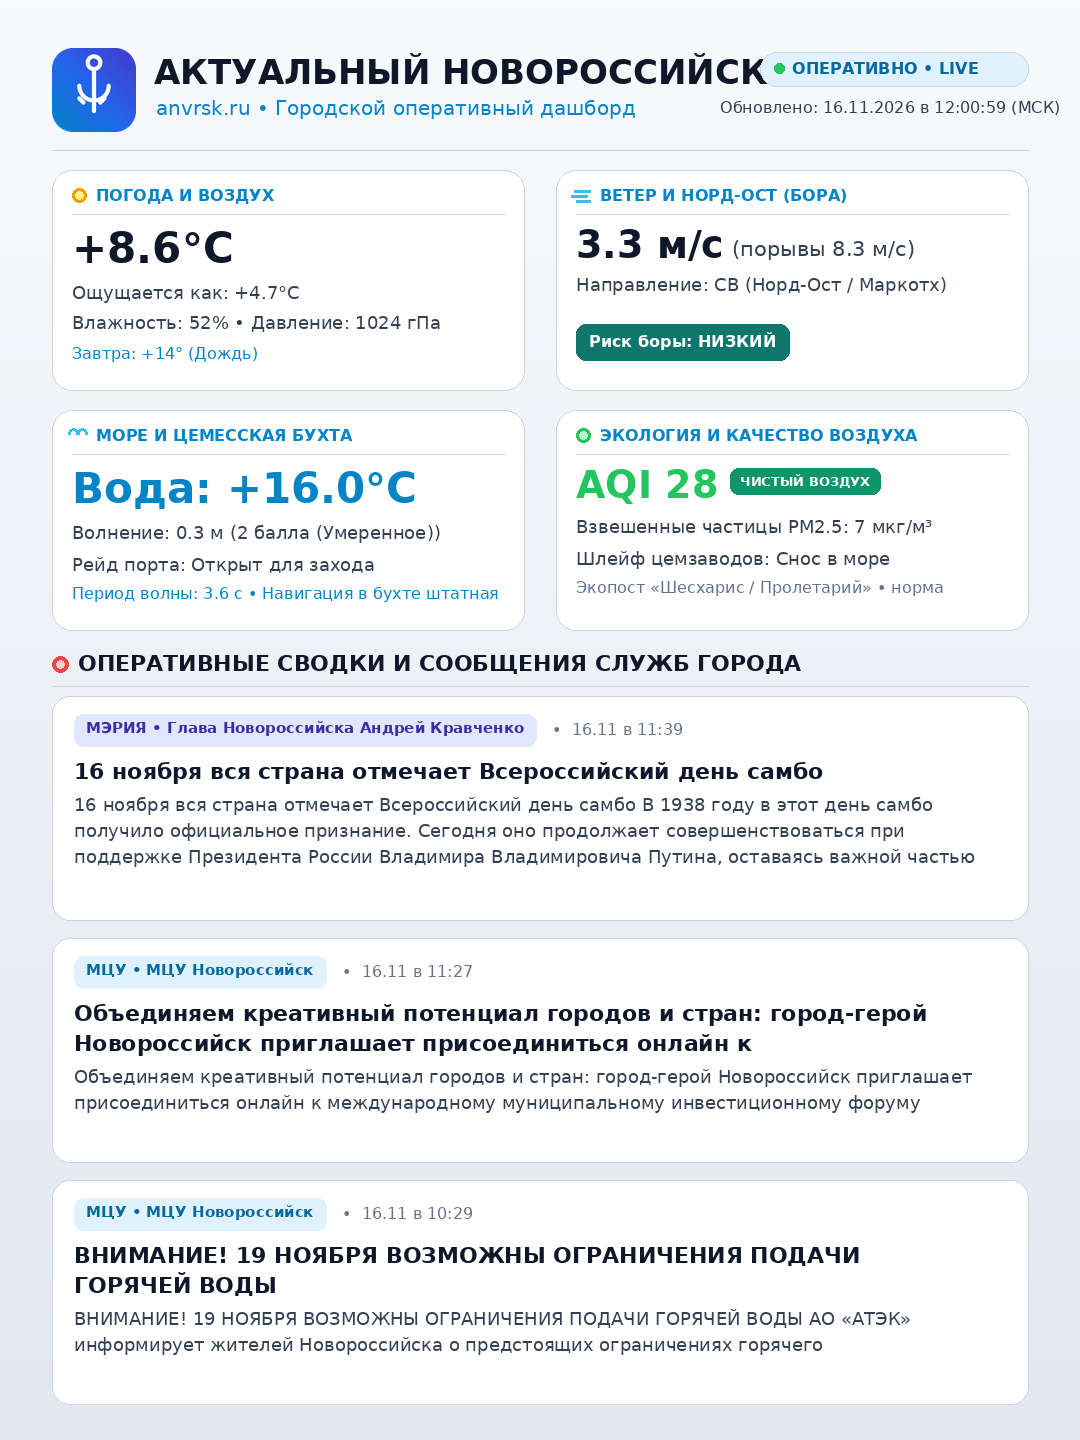 АКТУАЛЬНЫЙ НОВОРОССИЙСК
ОПЕРАТИВНО • LIVE
anvrsk.ru • Городской оперативный дашборд
Обновлено: 16.11.2026 в 12:00:59 (МСК)
ПОГОДА И ВОЗДУХ
+8.6°C
Ощущается как: +4.7°C
Влажность: 52% • Давление: 1024 гПа
Завтра: +14° (Дождь)
ВЕТЕР И НОРД-ОСТ (БОРА)
3.3 м/с (порывы 8.3 м/с)
Направление: СВ (Норд-Ост / Маркотх)
Риск боры: НИЗКИЙ
МОРЕ И ЦЕМЕССКАЯ БУХТА
Вода: +16.0°C
Волнение: 0.3 м (2 балла (Умеренное))
Рейд порта: Открыт для захода
Период волны: 3.6 с • Навигация в бухте штатная
ЭКОЛОГИЯ И КАЧЕСТВО ВОЗДУХА
AQI 28 ЧИСТЫЙ ВОЗДУХ
Взвешенные частицы PM2.5: 7 мкг/м³
Шлейф цемзаводов: Снос в море
Экопост «Шесхарис / Пролетарий» • норма
ОПЕРАТИВНЫЕ СВОДКИ И СООБЩЕНИЯ СЛУЖБ ГОРОДА
МЭРИЯ • Глава Новороссийска Андрей Кравченко • 16.11 в 11:39
16 ноября вся страна отмечает Всероссийский день самбо
16 ноября вся страна отмечает Всероссийский день самбо В 1938 году в этот день самбо
получило официальное признание. Сегодня оно продолжает совершенствоваться при
поддержке Президента России Владимира Владимировича Путина, оставаясь важной частью
МЦУ • МЦУ Новороссийск • 16.11 в 11:27
Объединяем креативный потенциал городов и стран: город-герой
Новороссийск приглашает присоединиться онлайн к
Объединяем креативный потенциал городов и стран: город-герой Новороссийск приглашает
присоединиться онлайн к международному муниципальному инвестиционному форуму
МЦУ • МЦУ Новороссийск • 16.11 в 10:29
ВНИМАНИЕ! 19 НОЯБРЯ ВОЗМОЖНЫ ОГРАНИЧЕНИЯ ПОДАЧИ
ГОРЯЧЕЙ ВОДЫ
ВНИМАНИЕ! 19 НОЯБРЯ ВОЗМОЖНЫ ОГРАНИЧЕНИЯ ПОДАЧИ ГОРЯЧЕЙ ВОДЫ АО «АТЭК»
информирует жителей Новороссийска о предстоящих ограничениях горячего